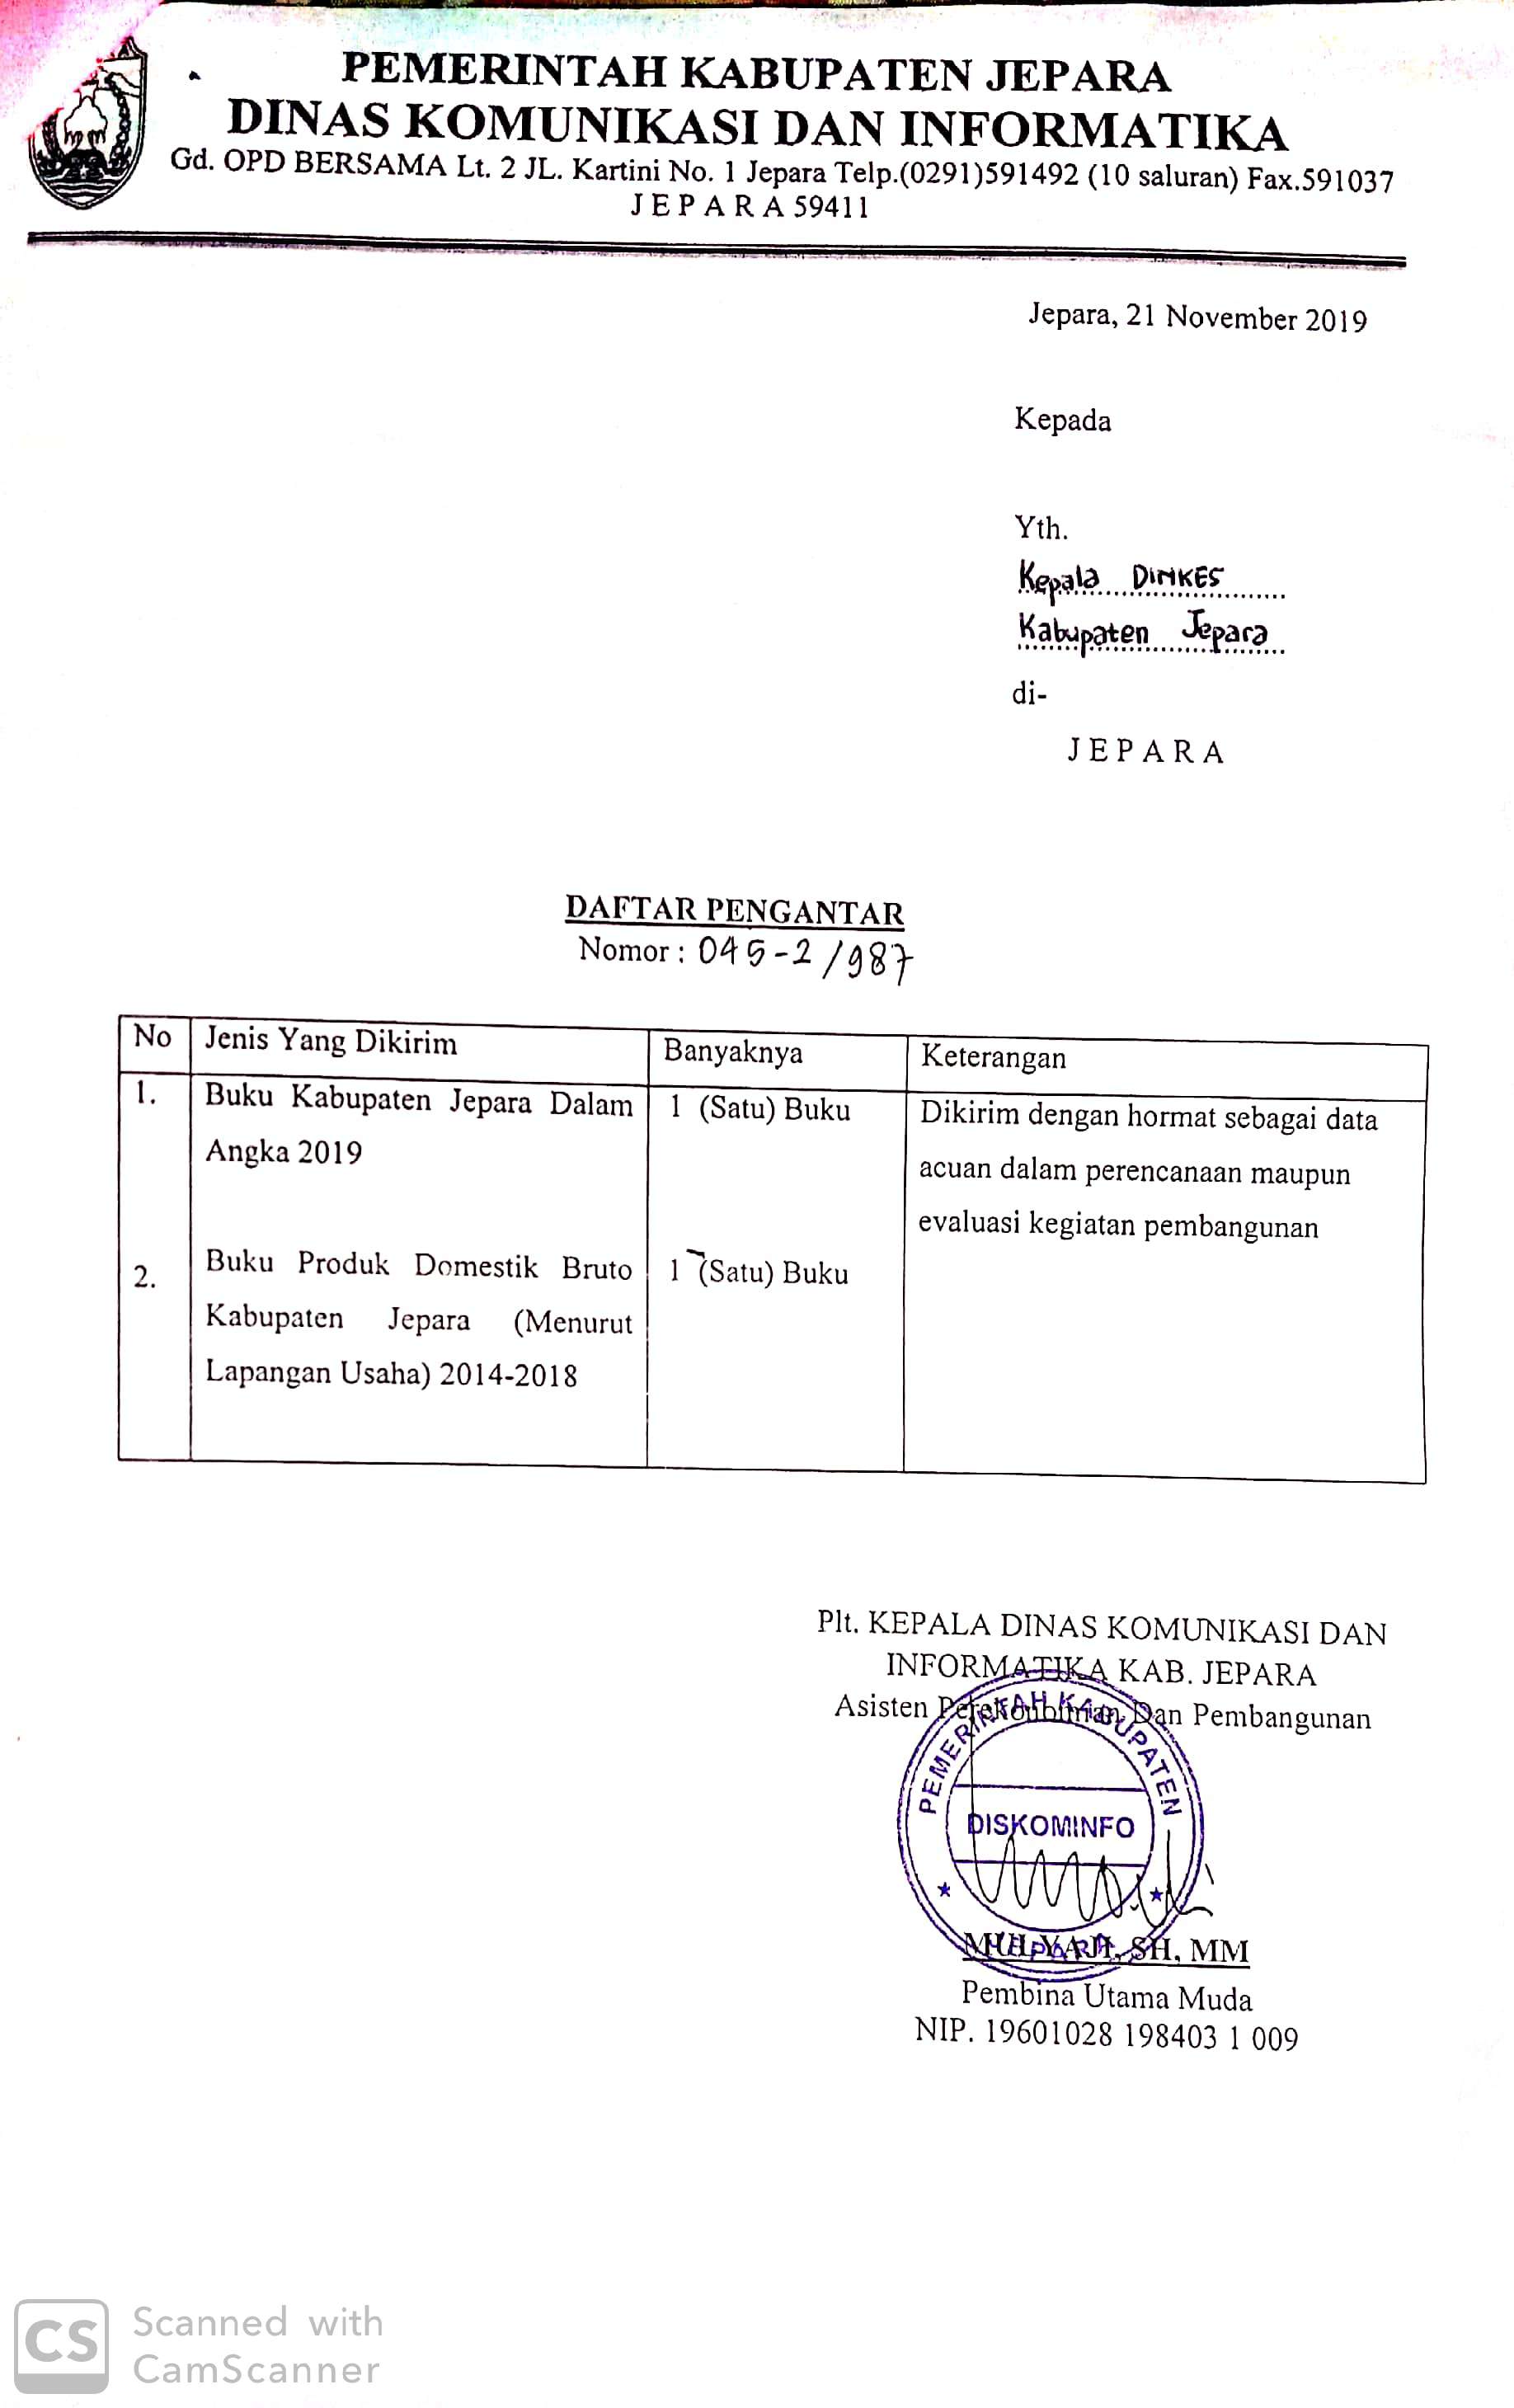 PEMERINTAH KABUPATEN JEPARA
DINAS KOMUNIKASI DAN INFORMATIKA
Gd. OPD BERSAMA Lt. 2 JL. Kartini No. 1 Jepara Telp.(0291)591492 (10 saluran) Fax.591037
J E P A R A 59411
Jepara, 21 November 2019
Kepada
Yth.
Kepala DINKES
Kabupaten Jepara
di-
J E P A R A
DAFTAR PENGANTAR
Nomor : 045-2/987
No Jenis Yang Dikirim Banyaknya Keterangan
1. Buku Kabupaten Jepara Dalam 1 (Satu) Buku Dikirim dengan hormat sebagai data
Angka 2019 acuan dalam perencanaan maupun
evaluasi kegiatan pembangunan
2. Buku Produk Domestik Bruto 1 (Satu) Buku
Kabupaten Jepara (Menurut
Lapangan Usaha) 2014-2018
Plt. KEPALA DINAS KOMUNIKASI DAN
INFORMATIKA KAB. JEPARA
Asisten Perekonomian Dan Pembangunan
PEMERINTAH KABUPATEN
DISKOMINFO
JEPARA
MULYAJI, SH, MM
Pembina Utama Muda
NIP. 19601028 198403 1 009
CS Scanned with
CamScanner